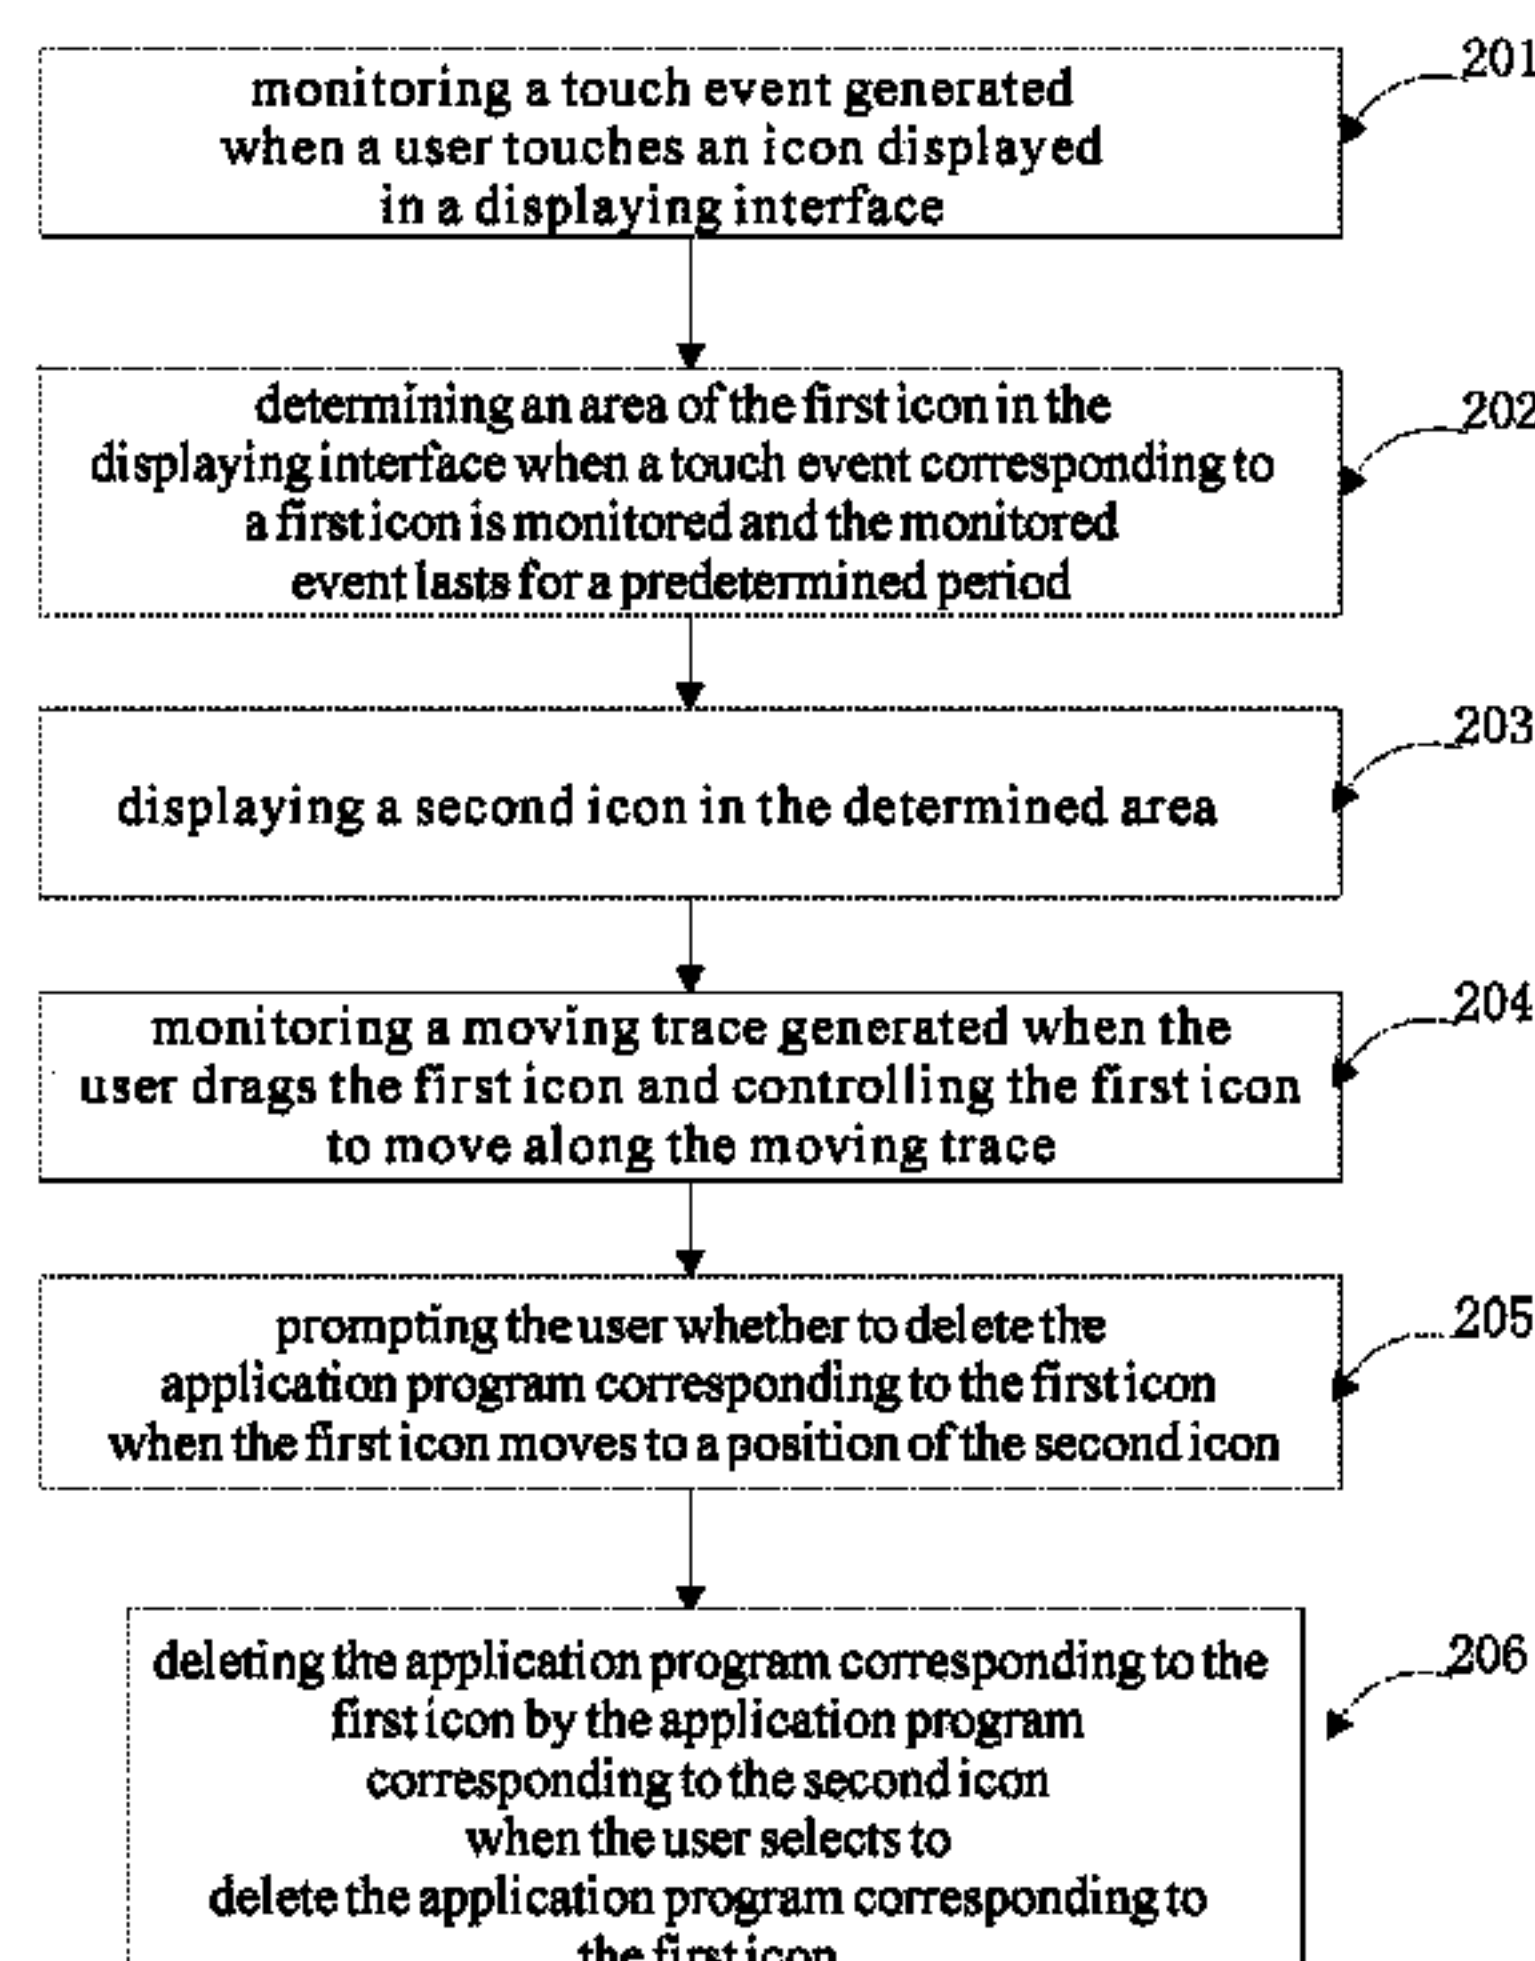 monitoring a touch event generated
when a user touches an icon displayed
in a displaying interface
201
determining an area of the first icon in the
displaying interface when a touch event corresponding to
a first icon is monitored and the monitored
event lasts for a predetermined period
202
displaying a second icon in the determined area
203
monitoring a moving trace generated when the
user drags the first icon and controlling the first icon
to move along the moving trace
204
prompting the user whether to delete the
application program corresponding to the first icon
when the first icon moves to a position of the second icon
205
deleting the application program corresponding to the
first icon by the application program
corresponding to the second icon
when the user selects to
delete the application program corresponding to
the first icon
206